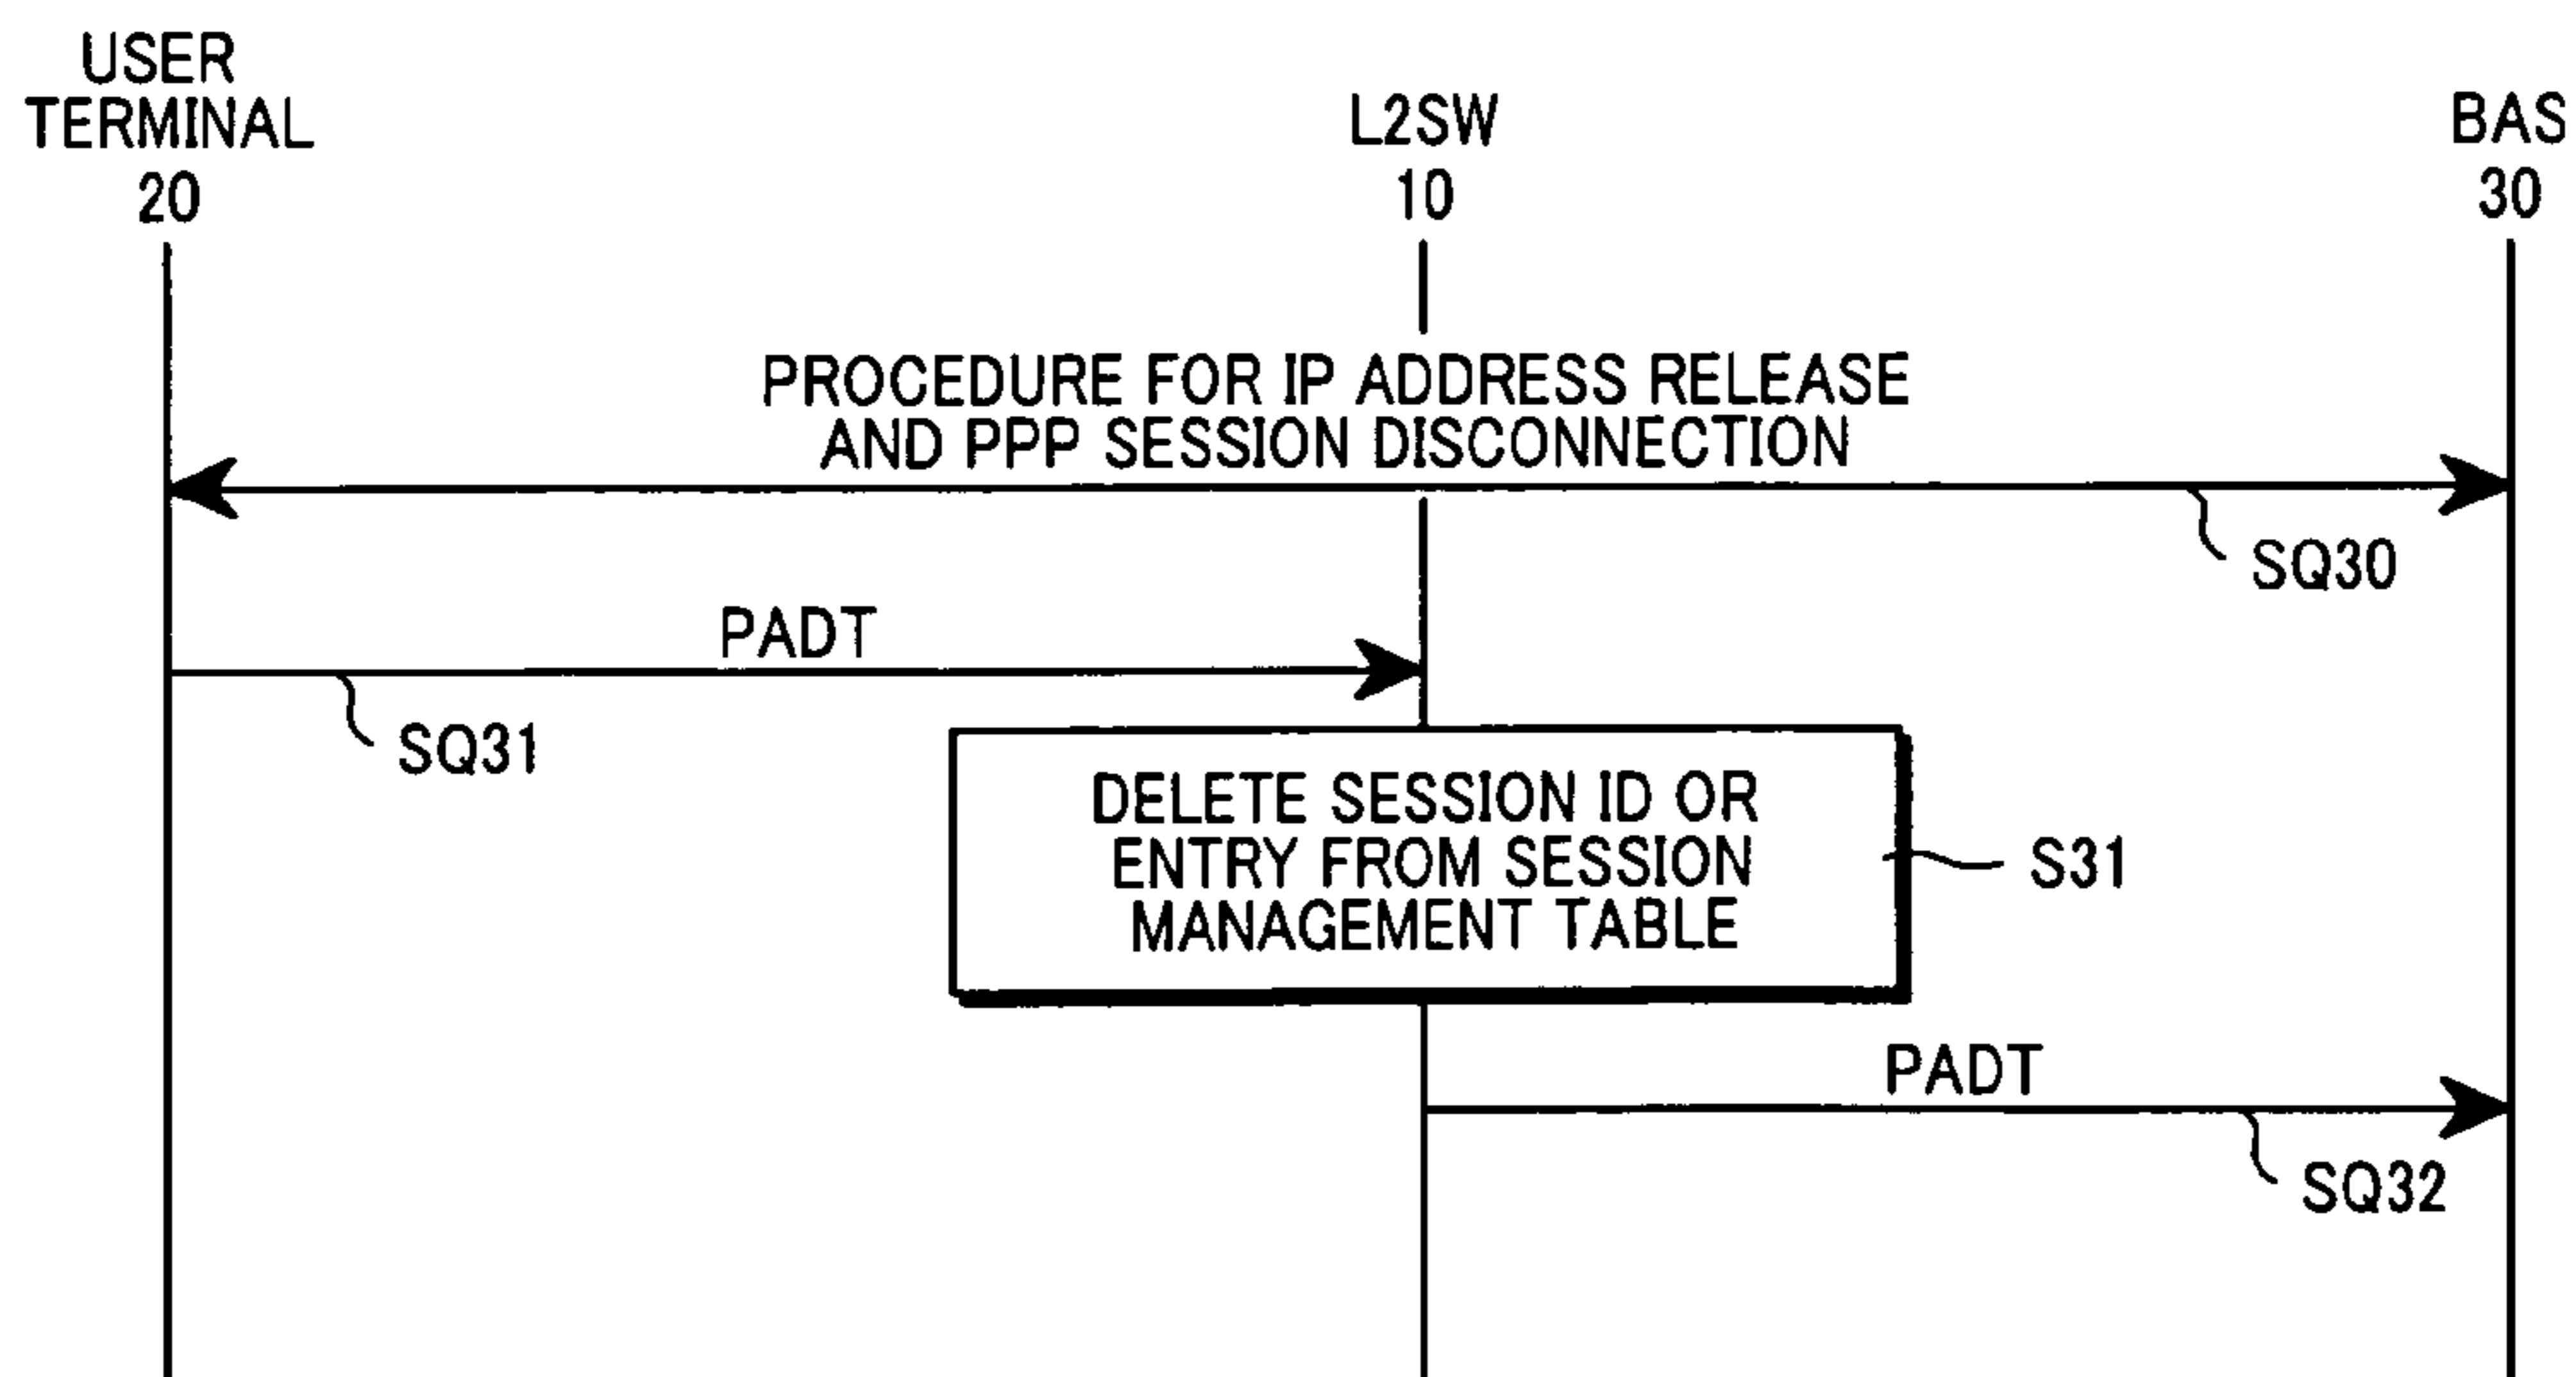 USER
TERMINAL
20
L2SW
10
BAS
30
PROCEDURE FOR IP ADDRESS RELEASE
AND PPP SESSION DISCONNECTION
SQ30
PADT
SQ31
DELETE SESSION ID OR
ENTRY FROM SESSION
MANAGEMENT TABLE
S31
PADT
SQ32